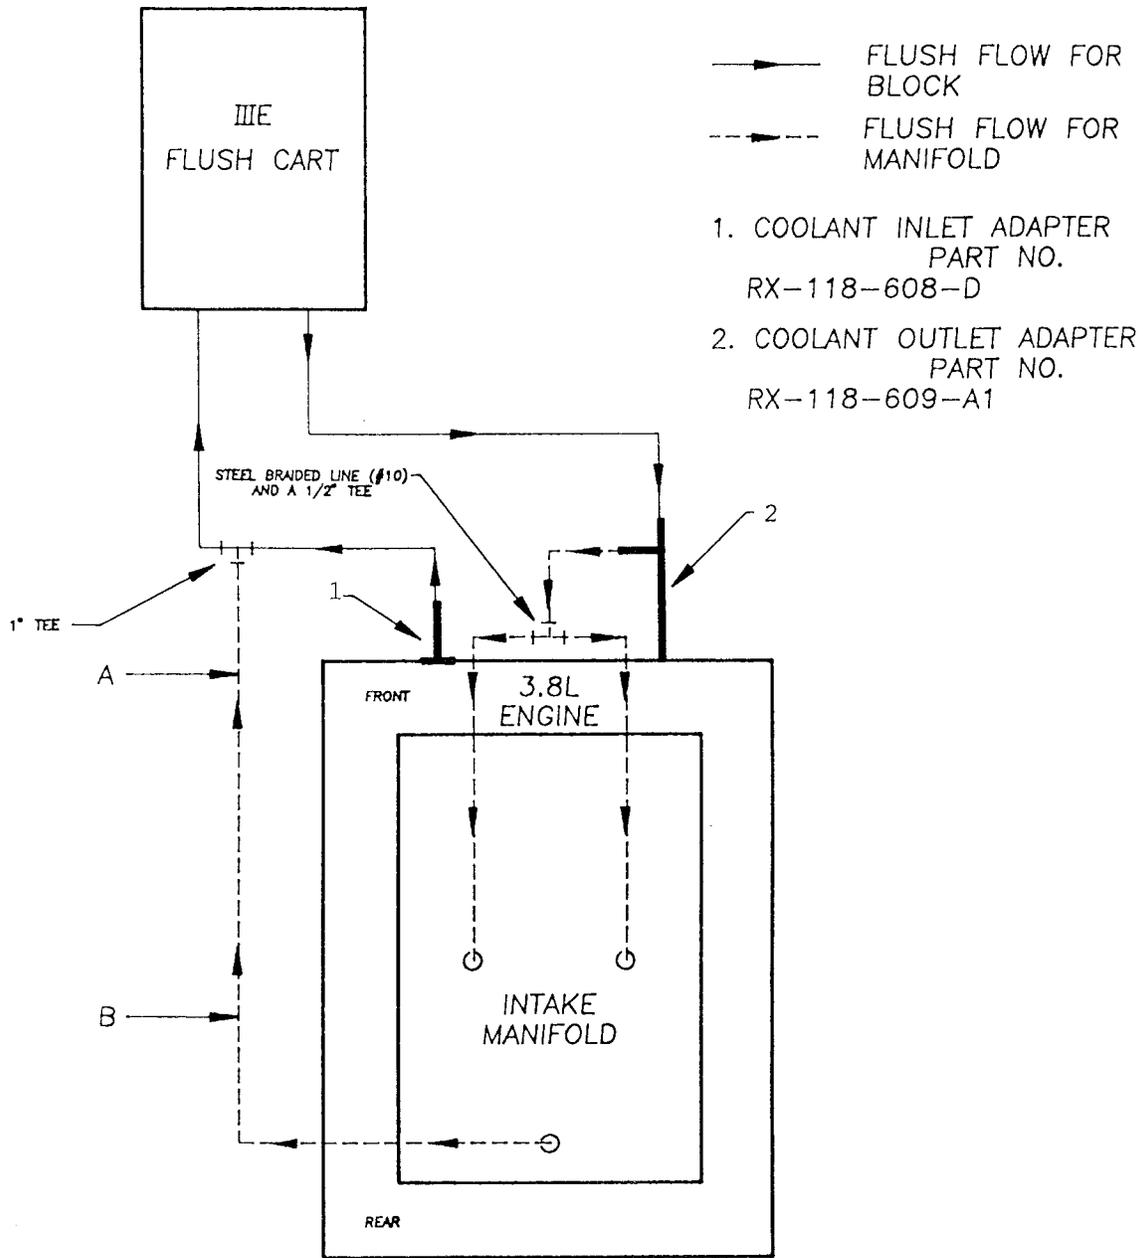 IIIE
FLUSH CART
FLUSH FLOW FOR
BLOCK
FLUSH FLOW FOR
MANIFOLD
1. COOLANT INLET ADAPTER
PART NO.
RX-118-608-D
2. COOLANT OUTLET ADAPTER
PART NO.
RX-118-609-A1
STEEL BRAIDED LINE (#10)
AND A 1/2" TEE
2
1
1" TEE
A
FRONT
3.8L
ENGINE
B
INTAKE
MANIFOLD
REAR